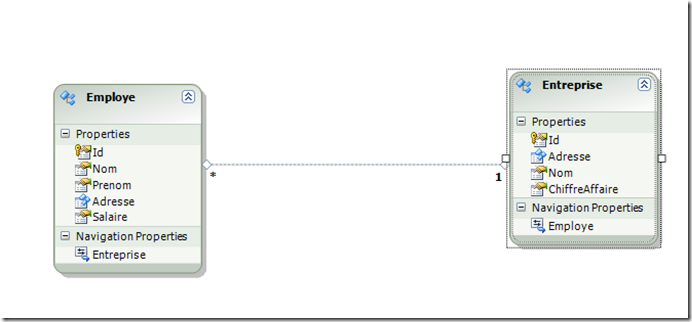 Employe
Properties
Id
Nom
Prenom
Adresse
Salaire
Navigation Properties
Entreprise
*
1
Entreprise
Properties
Id
Adresse
Nom
ChiffreAffaire
Navigation Properties
Employe